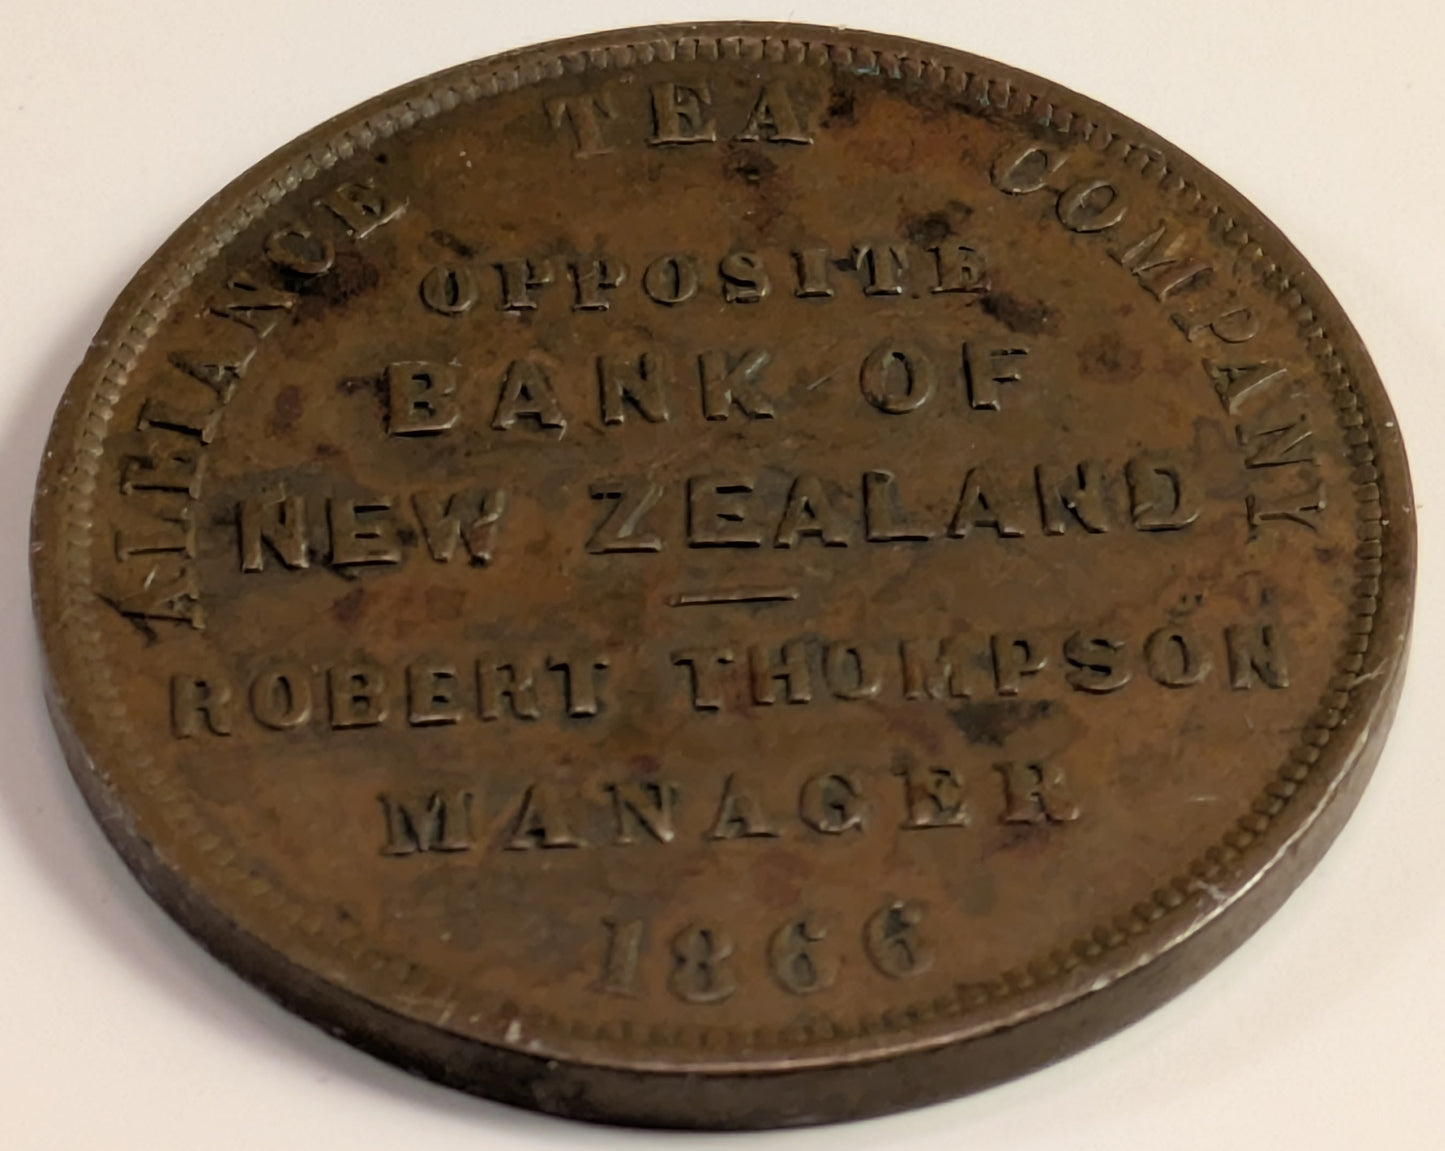 ALLIANCE TEA COMPANY
OPPOSITE
BANK OF
NEW ZEALAND
ROBERT THOMPSON
MANAGER
1866